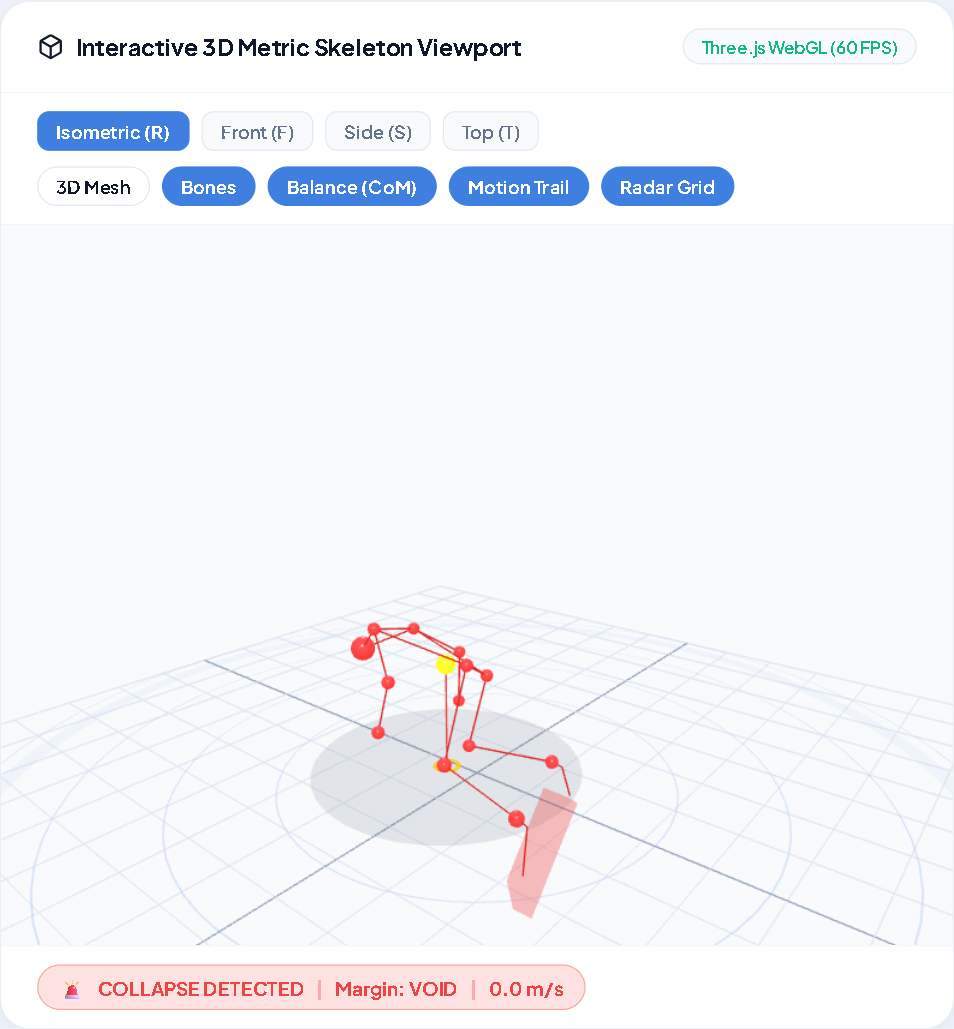 Interactive 3D Metric Skeleton Viewport
Three.js WebGL (60 FPS)
Isometric (R) Front (F) Side (S) Top (T)
3D Mesh Bones Balance (CoM) Motion Trail Radar Grid
COLLAPSE DETECTED | Margin: VOID | 0.0 m/s